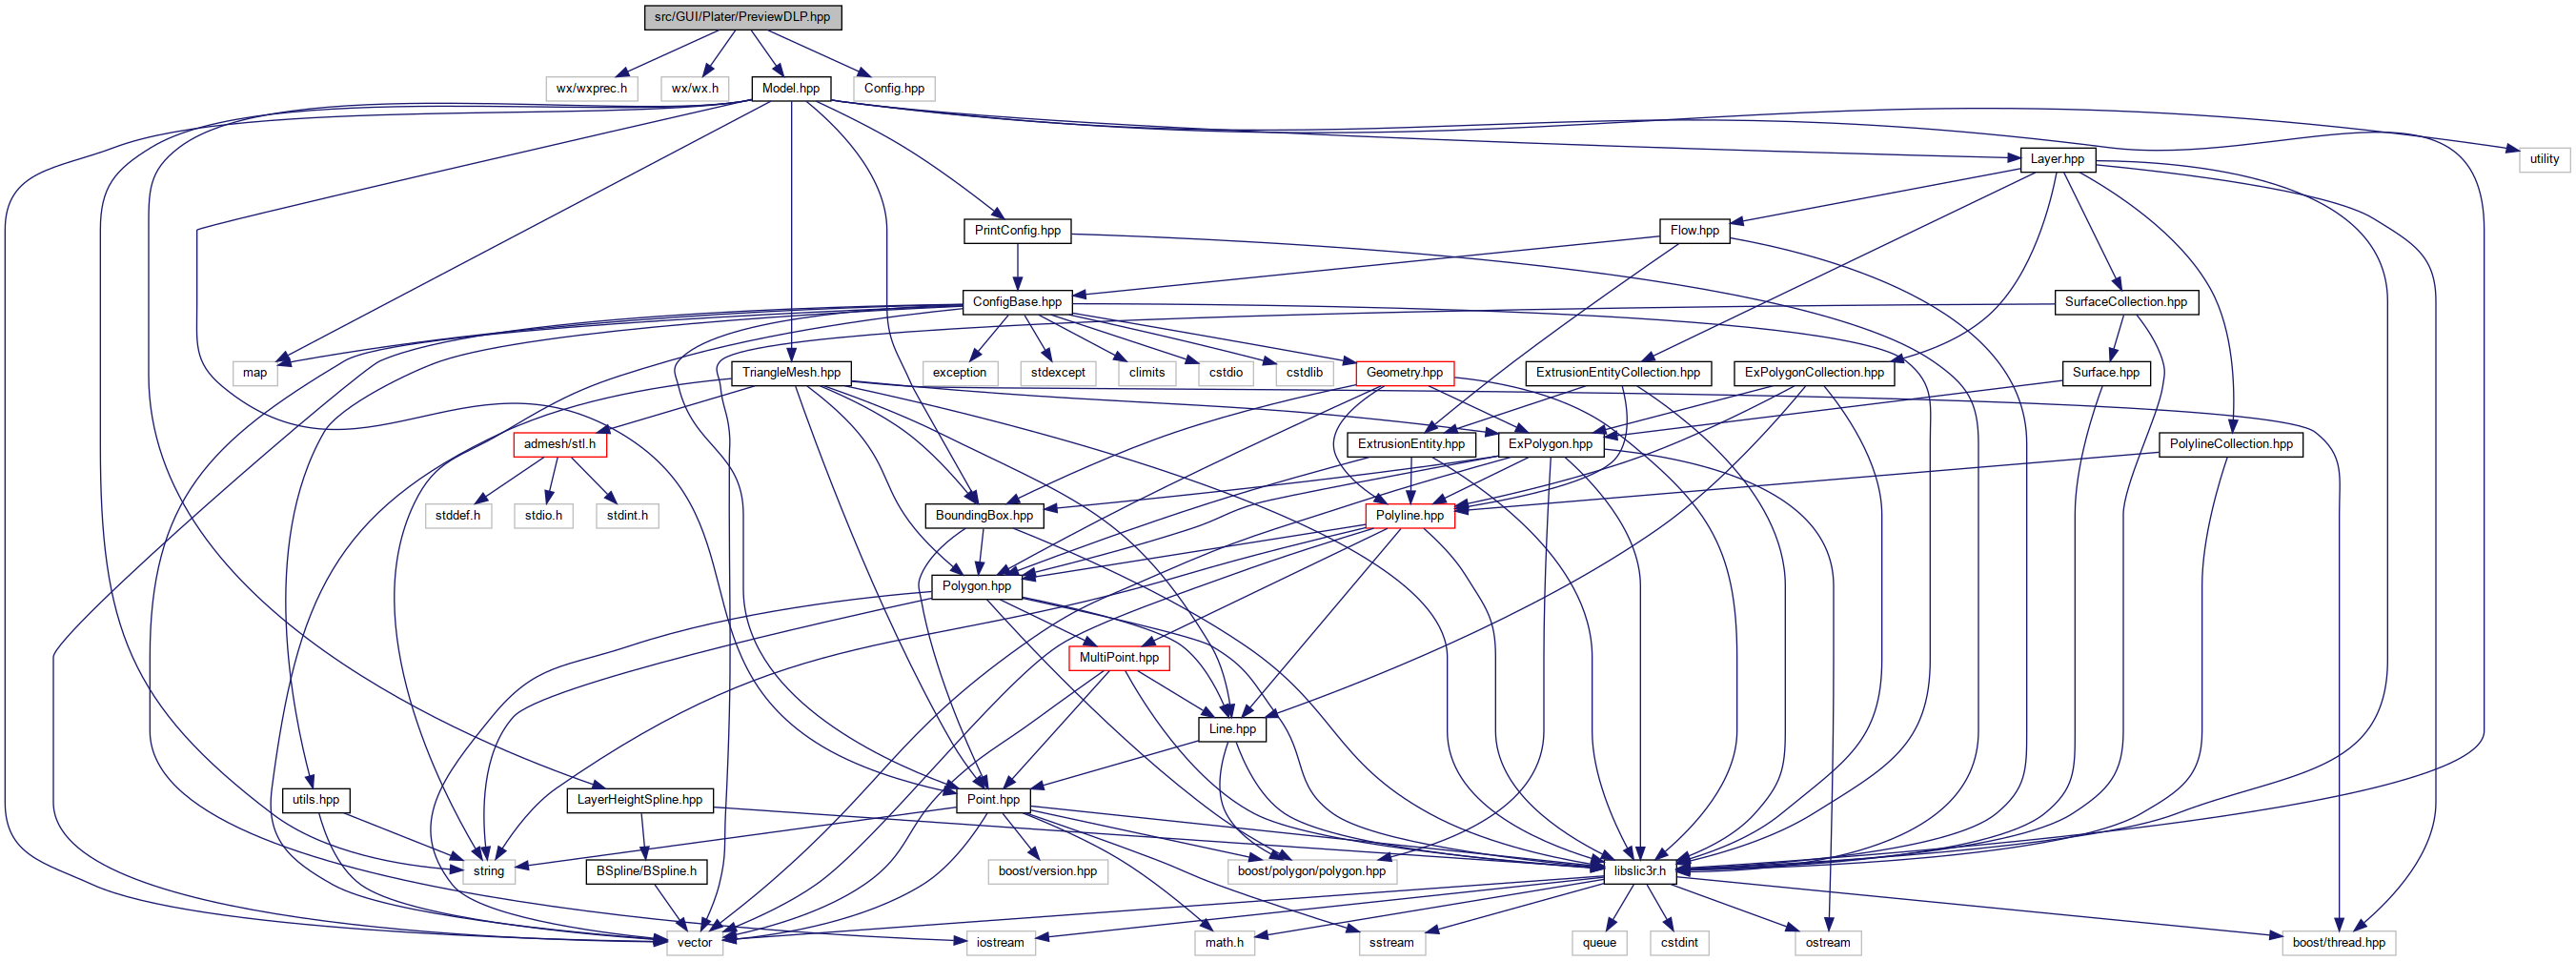 src/GUI/Plater/PreviewDLP.hpp
wx/wxprec.h
wx/wx.h
Model.hpp
Config.hpp
Layer.hpp
utility
PrintConfig.hpp
Flow.hpp
ConfigBase.hpp
SurfaceCollection.hpp
map
TriangleMesh.hpp
exception
stdexcept
climits
cstdio
cstdlib
Geometry.hpp
ExtrusionEntityCollection.hpp
ExPolygonCollection.hpp
Surface.hpp
admesh/stl.h
ExtrusionEntity.hpp
ExPolygon.hpp
PolylineCollection.hpp
stddef.h
stdio.h
stdint.h
BoundingBox.hpp
Polyline.hpp
Polygon.hpp
MultiPoint.hpp
Line.hpp
utils.hpp
LayerHeightSpline.hpp
Point.hpp
string
BSpline/BSpline.h
boost/version.hpp
boost/polygon/polygon.hpp
libslic3r.h
vector
iostream
math.h
sstream
queue
cstdint
ostream
boost/thread.hpp